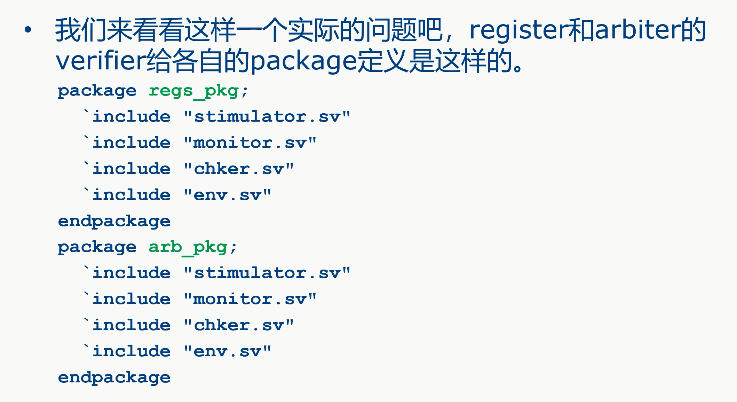 • 我们来看看这样一个实际的问题吧，register和arbiter的
verifier给各自的package定义是这样的。
package regs_pkg;
`include "stimulator.sv"
`include "monitor.sv"
`include "chker.sv"
`include "env.sv"
endpackage
package arb_pkg;
`include "stimulator.sv"
`include "monitor.sv"
`include "chker.sv"
`include "env.sv"
endpackage